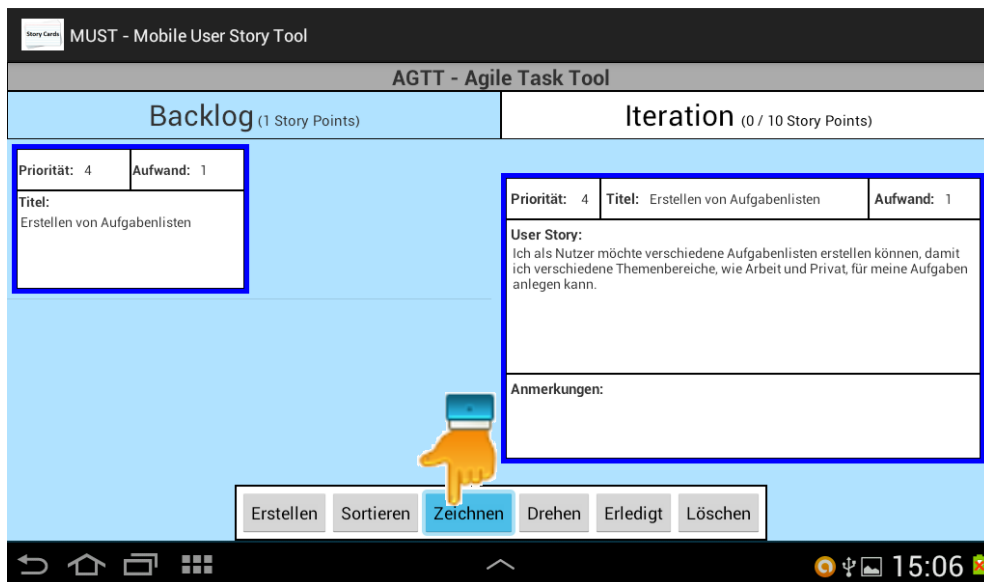 Story Cards MUST - Mobile User Story Tool
AGTT - Agile Task Tool
Backlog (1 Story Points)
Iteration (0 / 10 Story Points)
Priorität: 4 Aufwand: 1
Titel:
Erstellen von Aufgabenlisten
Priorität: 4 Titel: Erstellen von Aufgabenlisten Aufwand: 1
User Story:
Ich als Nutzer möchte verschiedene Aufgabenlisten erstellen können, damit
ich verschiedene Themenbereiche, wie Arbeit und Privat, für meine Aufgaben
anlegen kann.
Anmerkungen:
Erstellen Sortieren Zeichnen Drehen Erledigt Löschen
15:06